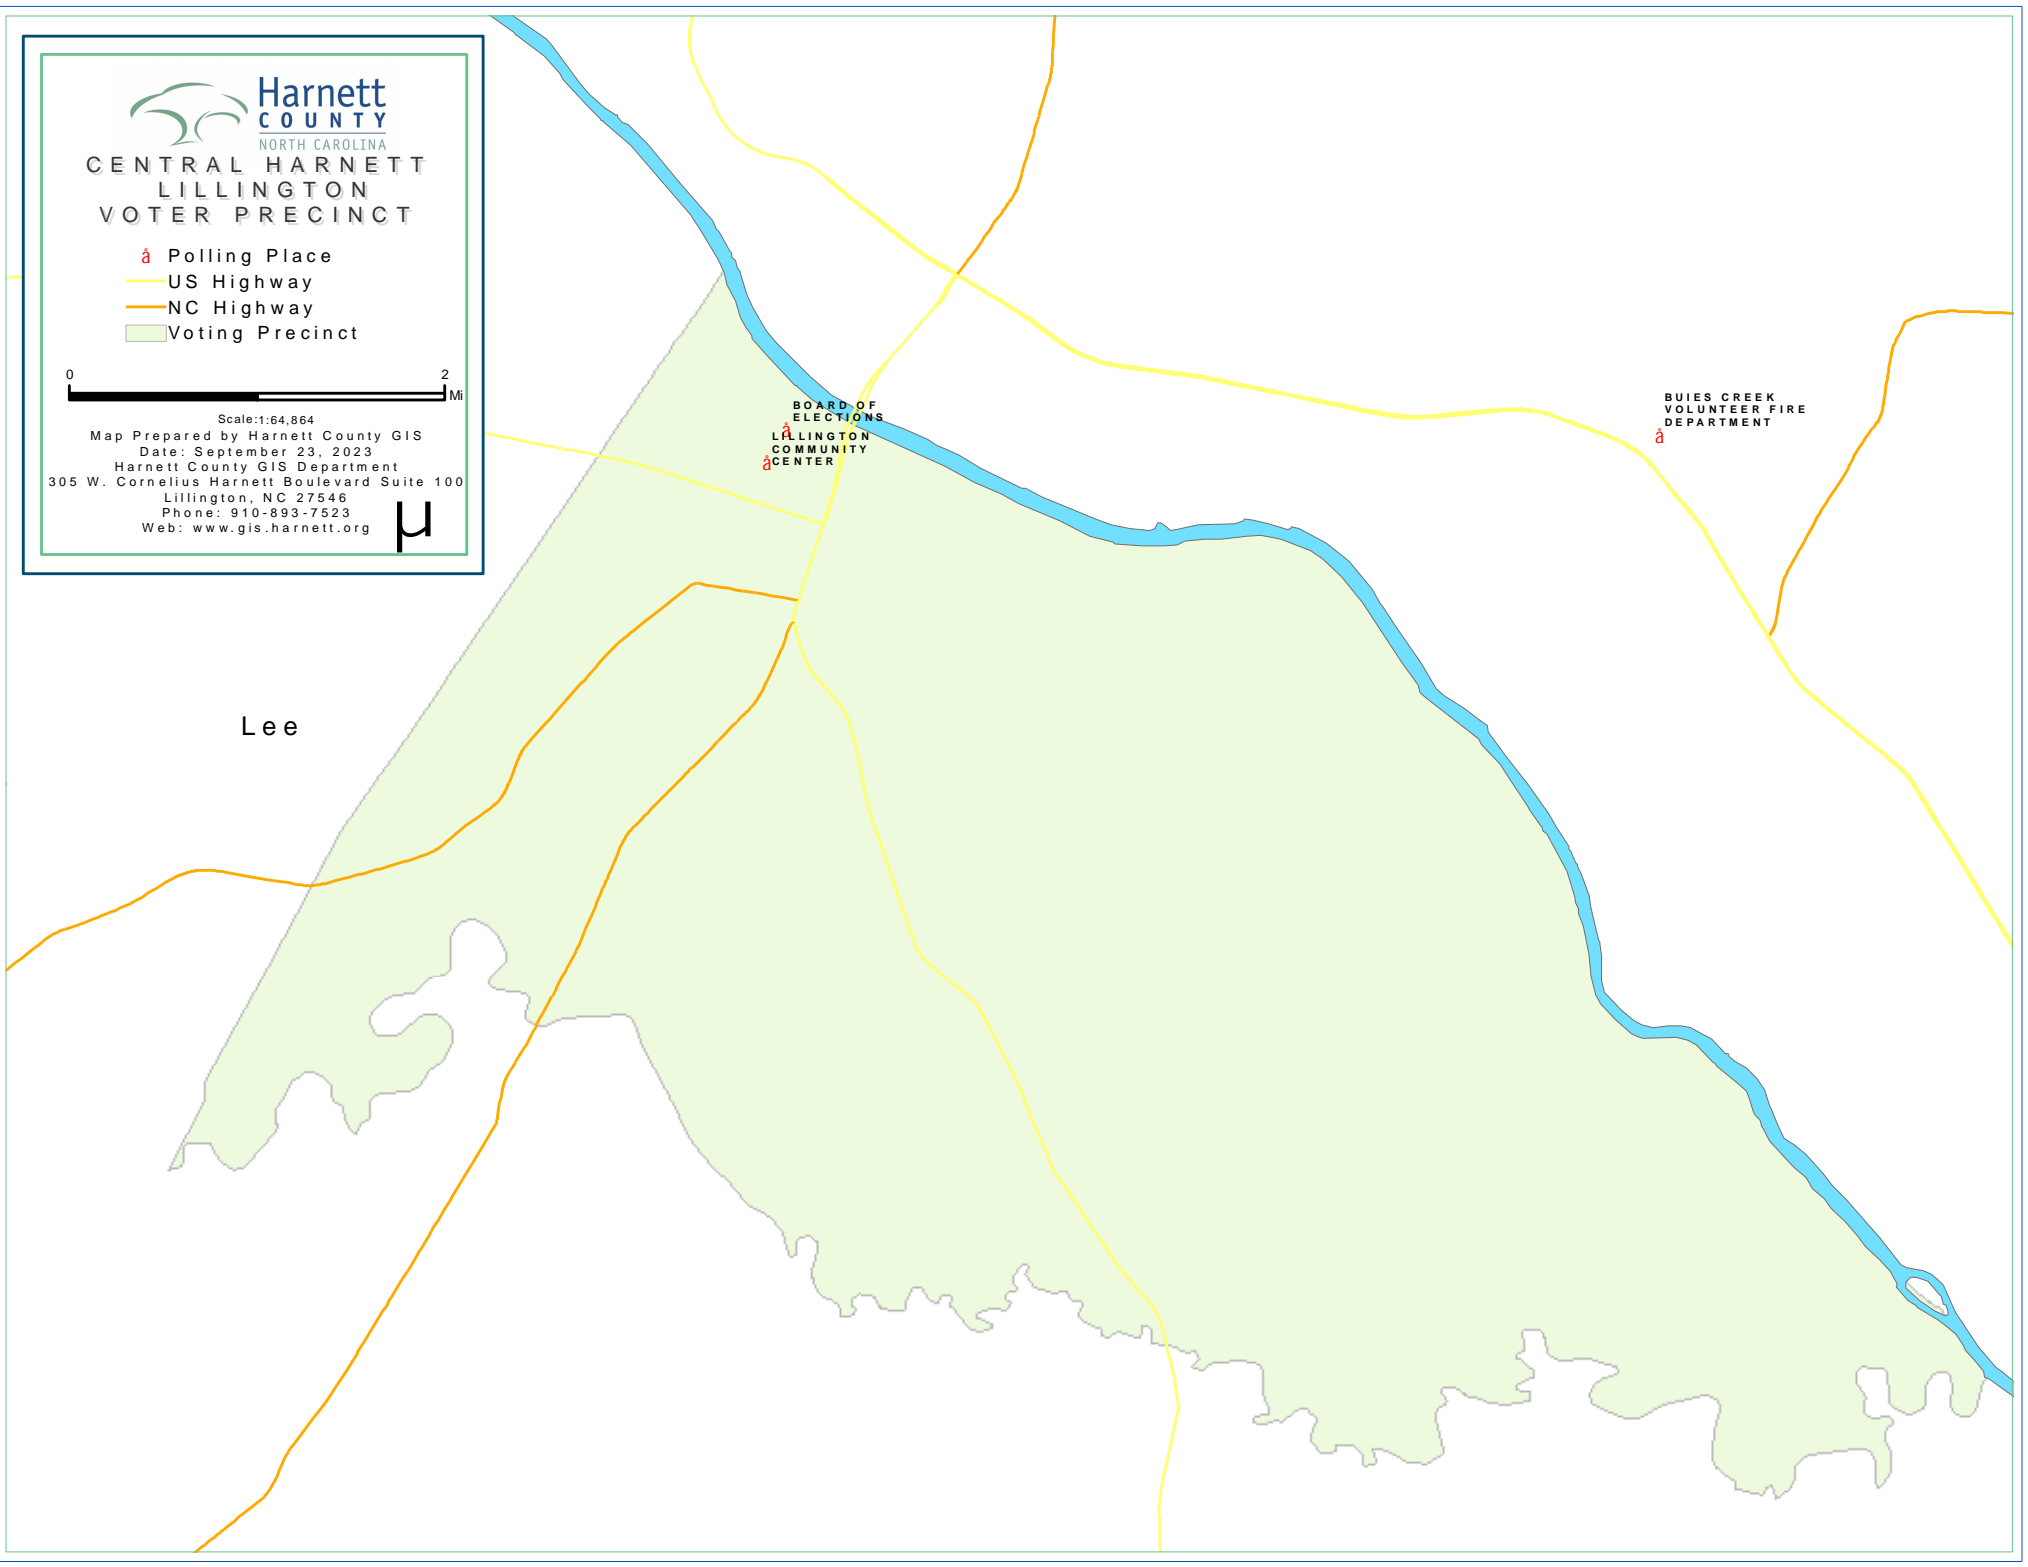 Harnett
COUNTY
NORTH CAROLINA
CENTRAL HARNETT
LILLINGTON
VOTER PRECINCT
å Polling Place
US Highway
NC Highway
Voting Precinct
0 2
Mi
Scale:1:64,864
Map Prepared by Harnett County GIS
Date: September 23, 2023
Harnett County GIS Department
305 W. Cornelius Harnett Boulevard Suite 100
Lillington, NC 27546
Phone: 910-893-7523
Web: www.gis.harnett.org
µ
BOARD OF
ELECTIONS
å
LILLINGTON
COMMUNITY
å CENTER
BUIES CREEK
VOLUNTEER FIRE
DEPARTMENT
å
Lee